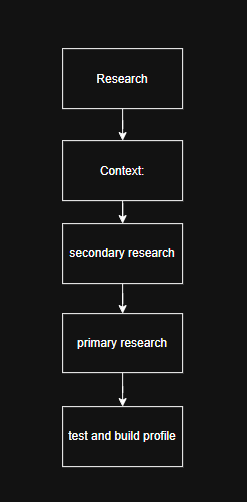 Research
Context:
secondary research
primary research
test and build profile